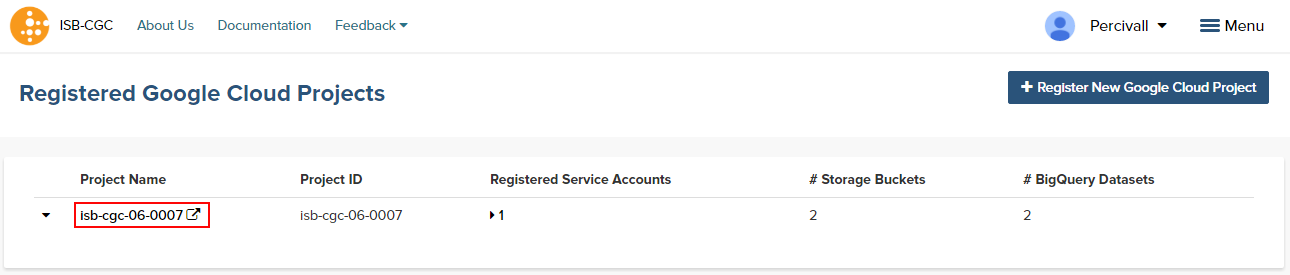 ISB-CGC About Us Documentation Feedback Percivall Menu
Registered Google Cloud Projects
+ Register New Google Cloud Project
Project Name Project ID Registered Service Accounts # Storage Buckets # BigQuery Datasets
isb-cgc-06-0007 isb-cgc-06-0007 1 2 2